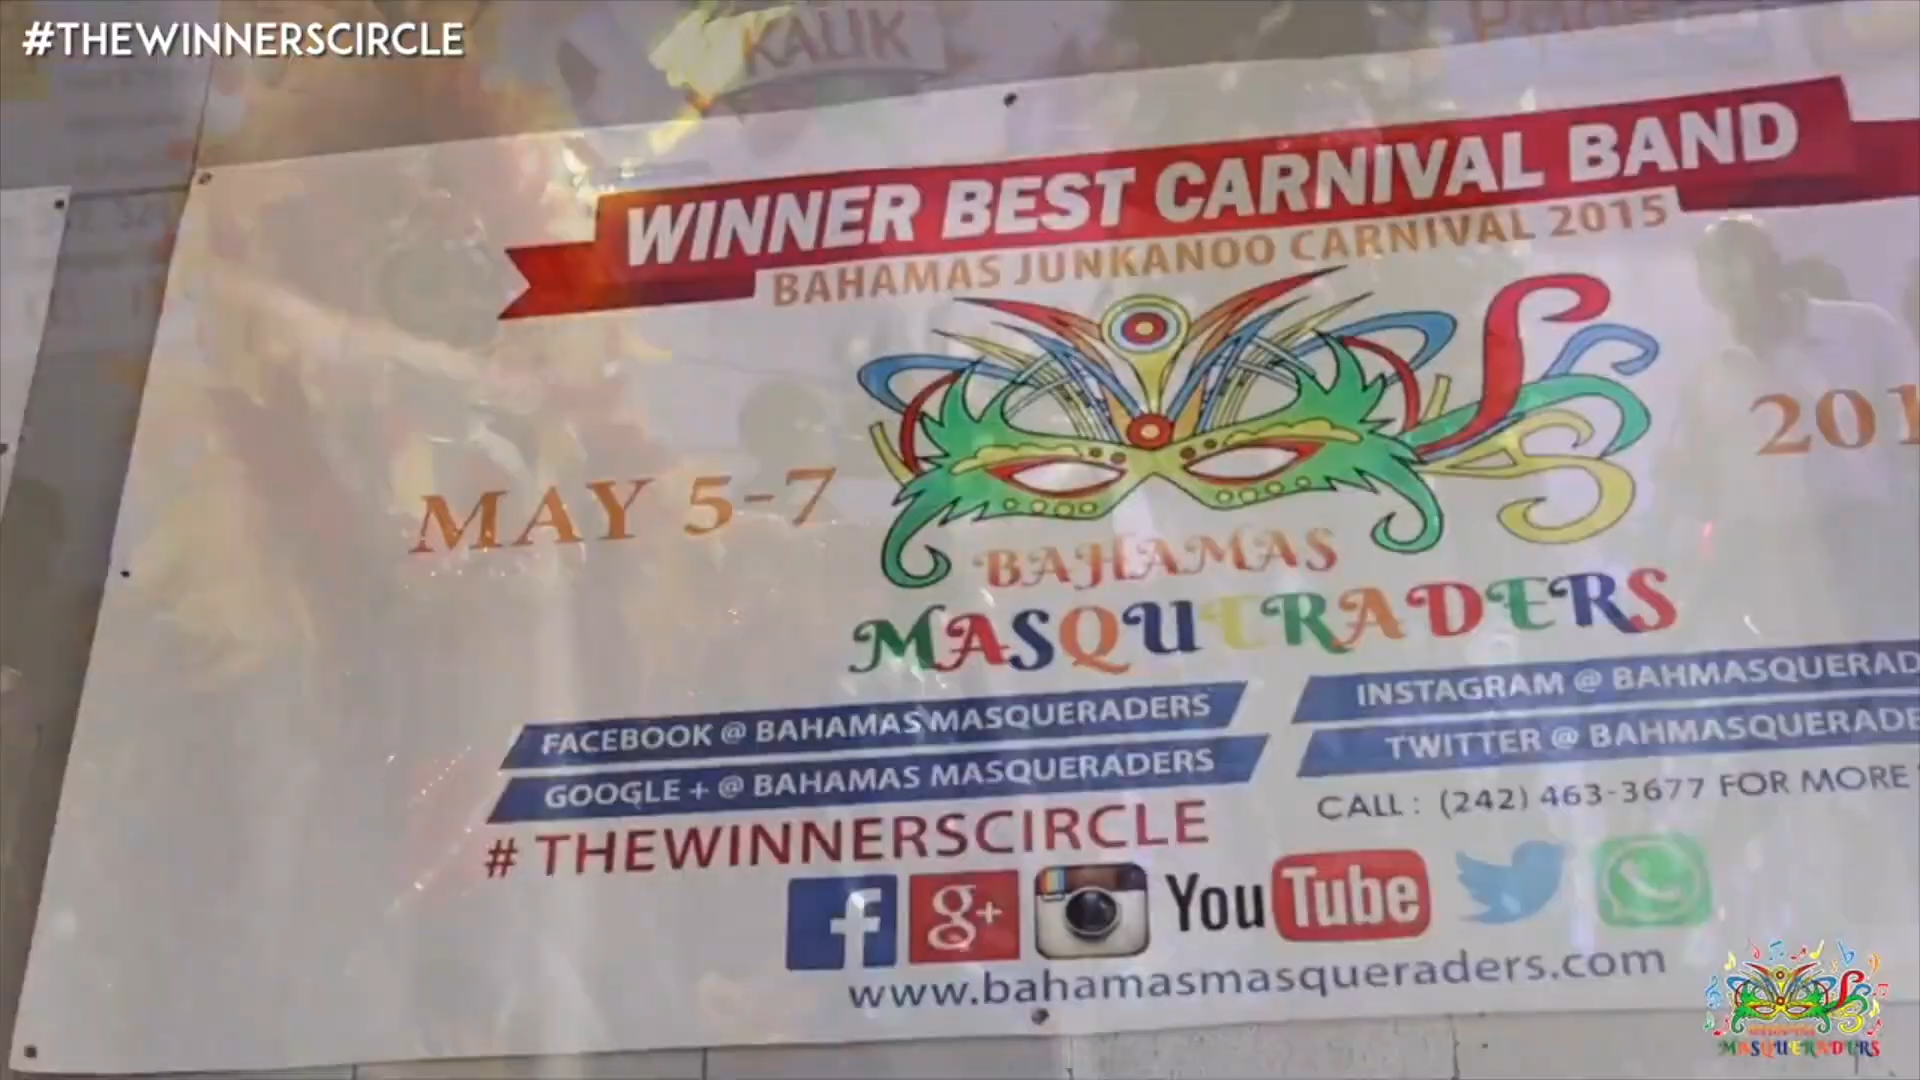 #THEWINNERSCIRCLE
KALIK
WINNER BEST CARNIVAL BAND
BAHAMAS JUNKANOO CARNIVAL 2015
MAY 5-7
BAHAMAS
MASQUERADERS
FACEBOOK @ BAHAMAS MASQUERADERS
GOOGLE + @ BAHAMAS MASQUERADERS
INSTAGRAM @ BAHMASQUERAD
TWITTER @ BAHMASQUERADE
CALL : (242) 463-3677 FOR MORE
# THEWINNERSCIRCLE
f g+ You Tube
www.bahamasmasqueraders.com
MASQUERADERS